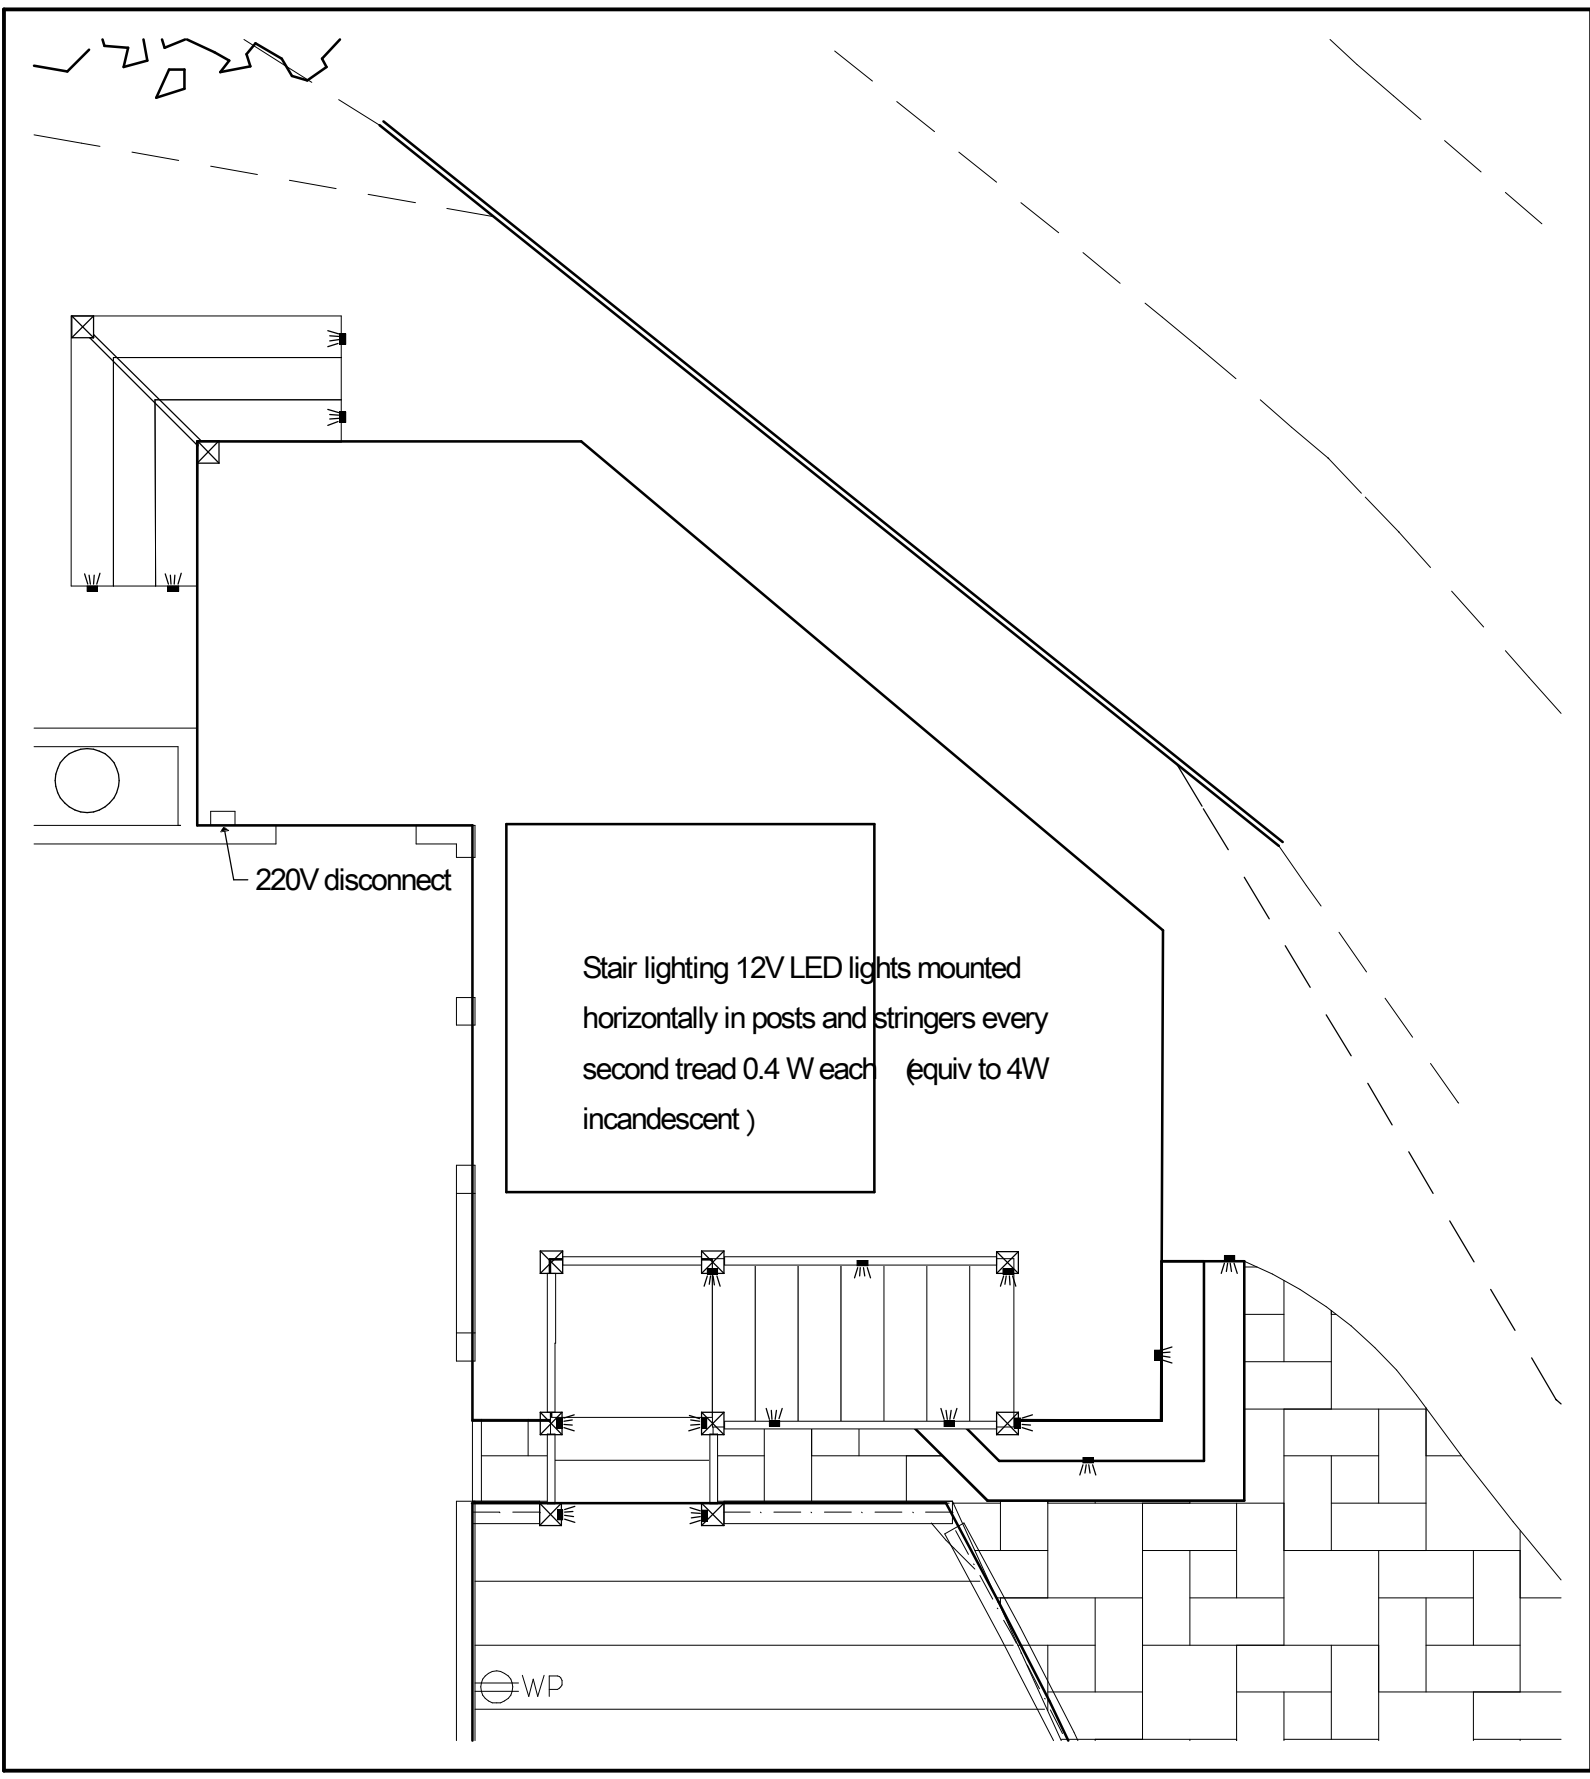 220V disconnect
Stair lighting 12V LED lights mounted
horizontally in posts and stringers every
second tread 0.4 W each (equiv to 4W
incandescent )
WP